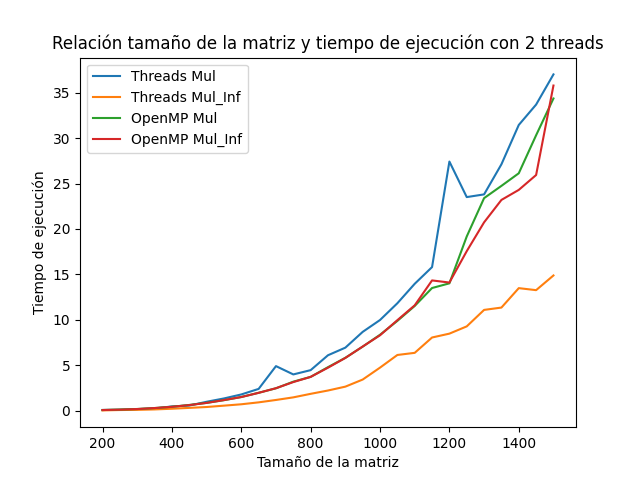 Relación tamaño de la matriz y tiempo de ejecución con 2 threads
Threads Mul
Threads Mul_Inf
OpenMP Mul
OpenMP Mul_Inf
Tiempo de ejecución
35
30
25
20
15
10
5
0
200 400 600 800 1000 1200 1400
Tamaño de la matriz